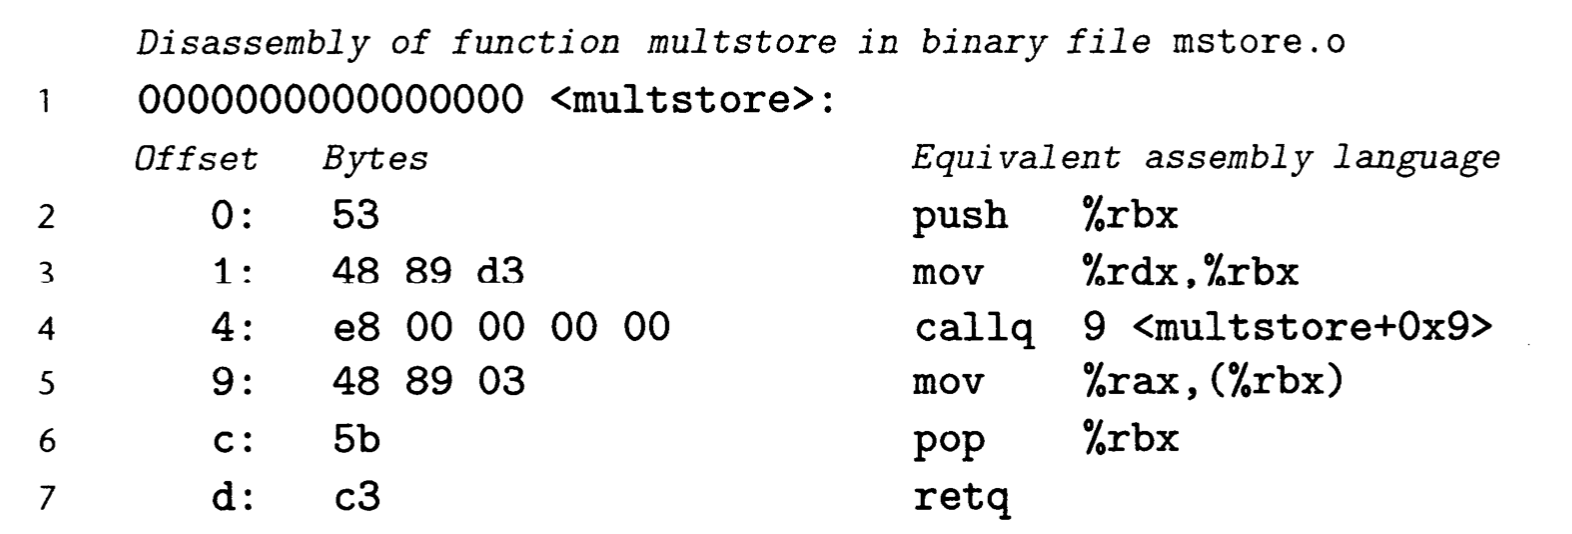 Disassembly of function multstore in binary file mstore.o
1 0000000000000000 <multstore>:
Offset Bytes Equivalent assembly language
2 0: 53 push %rbx
3 1: 48 89 d3 mov %rdx,%rbx
4 4: e8 00 00 00 00 callq 9 <multstore+0x9>
5 9: 48 89 03 mov %rax,(%rbx)
6 c: 5b pop %rbx
7 d: c3 retq